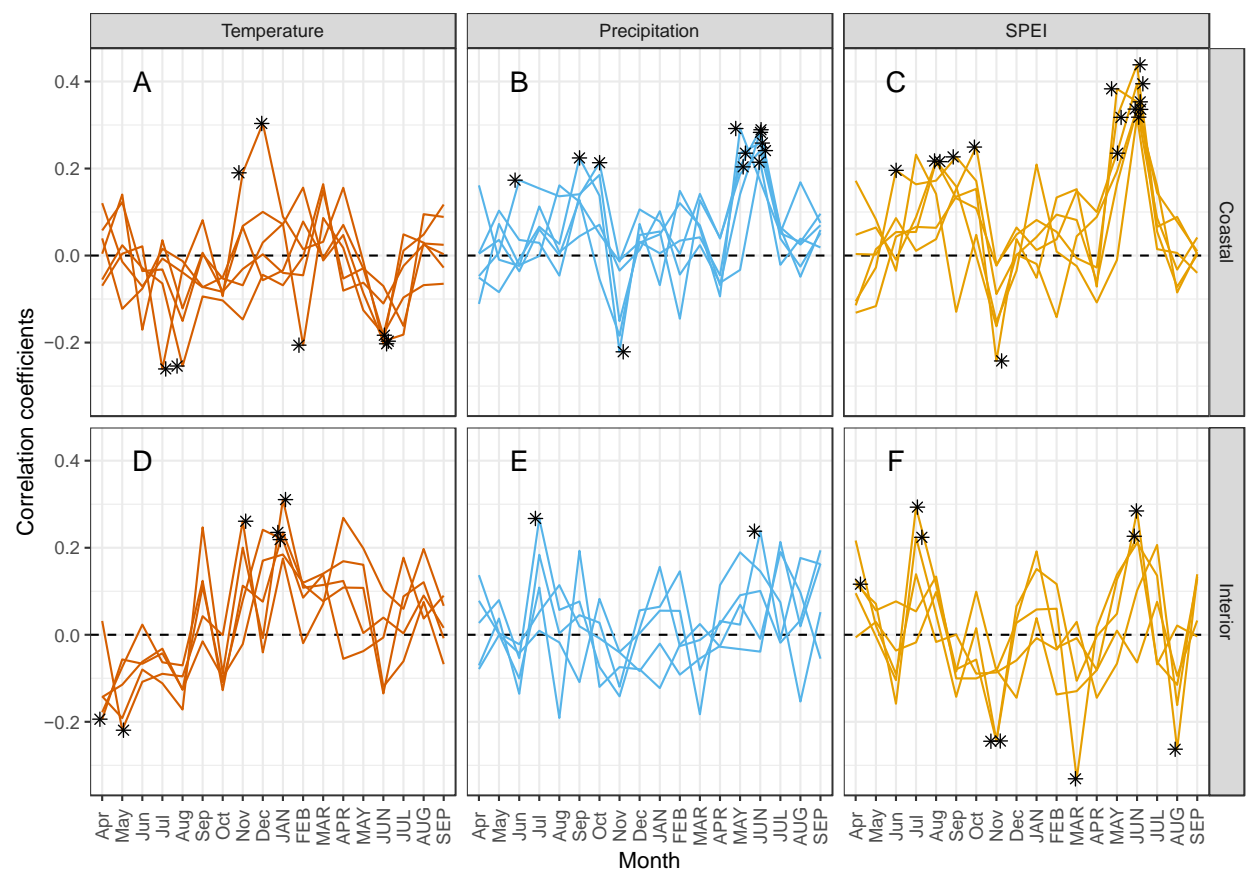 Temperature Precipitation SPEI
A B C
0.4
0.2
0.0
−0.2
Coastal
D E F
0.4
0.2
0.0
−0.2
Interior
Correlation coefficients
Apr May Jun Jul Aug Sep Oct Nov Dec JAN FEB MAR APR MAY JUN JUL AUG SEP
Apr May Jun Jul Aug Sep Oct Nov Dec JAN FEB MAR APR MAY JUN JUL AUG SEP
Apr May Jun Jul Aug Sep Oct Nov Dec JAN FEB MAR APR MAY JUN JUL AUG SEP
Month